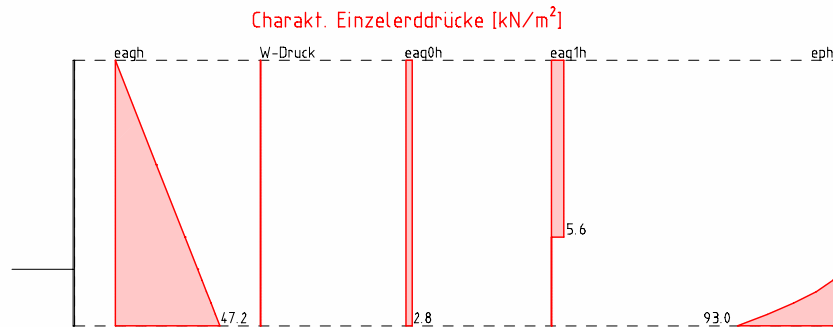 Charakt. Einzelerddrücke [kN/m²]
eagh W-Druck eaq0h eaq1h eph
5.6
47.2 2.8 93.0